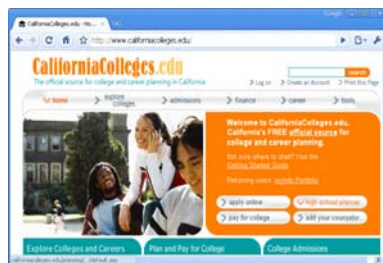 Google
CaliforniaColleges.edu - Ho...
http://www.californiacolleges.edu/
CaliforniaColleges.edu
The official source for college and career planning in California
Log on
Create an Account
Print this Page
search
home
explore colleges
admissions
finance
career
tools
Welcome to CaliforniaColleges.edu,
California's FREE official source for
college and career planning.
Not sure where to start? Use the
Getting Started Guide
Returning users: myInfo Portfolio
apply online
high school planner
pay for college
add your counselor
Explore Colleges and Careers
Plan and Pay for College
College Admissions